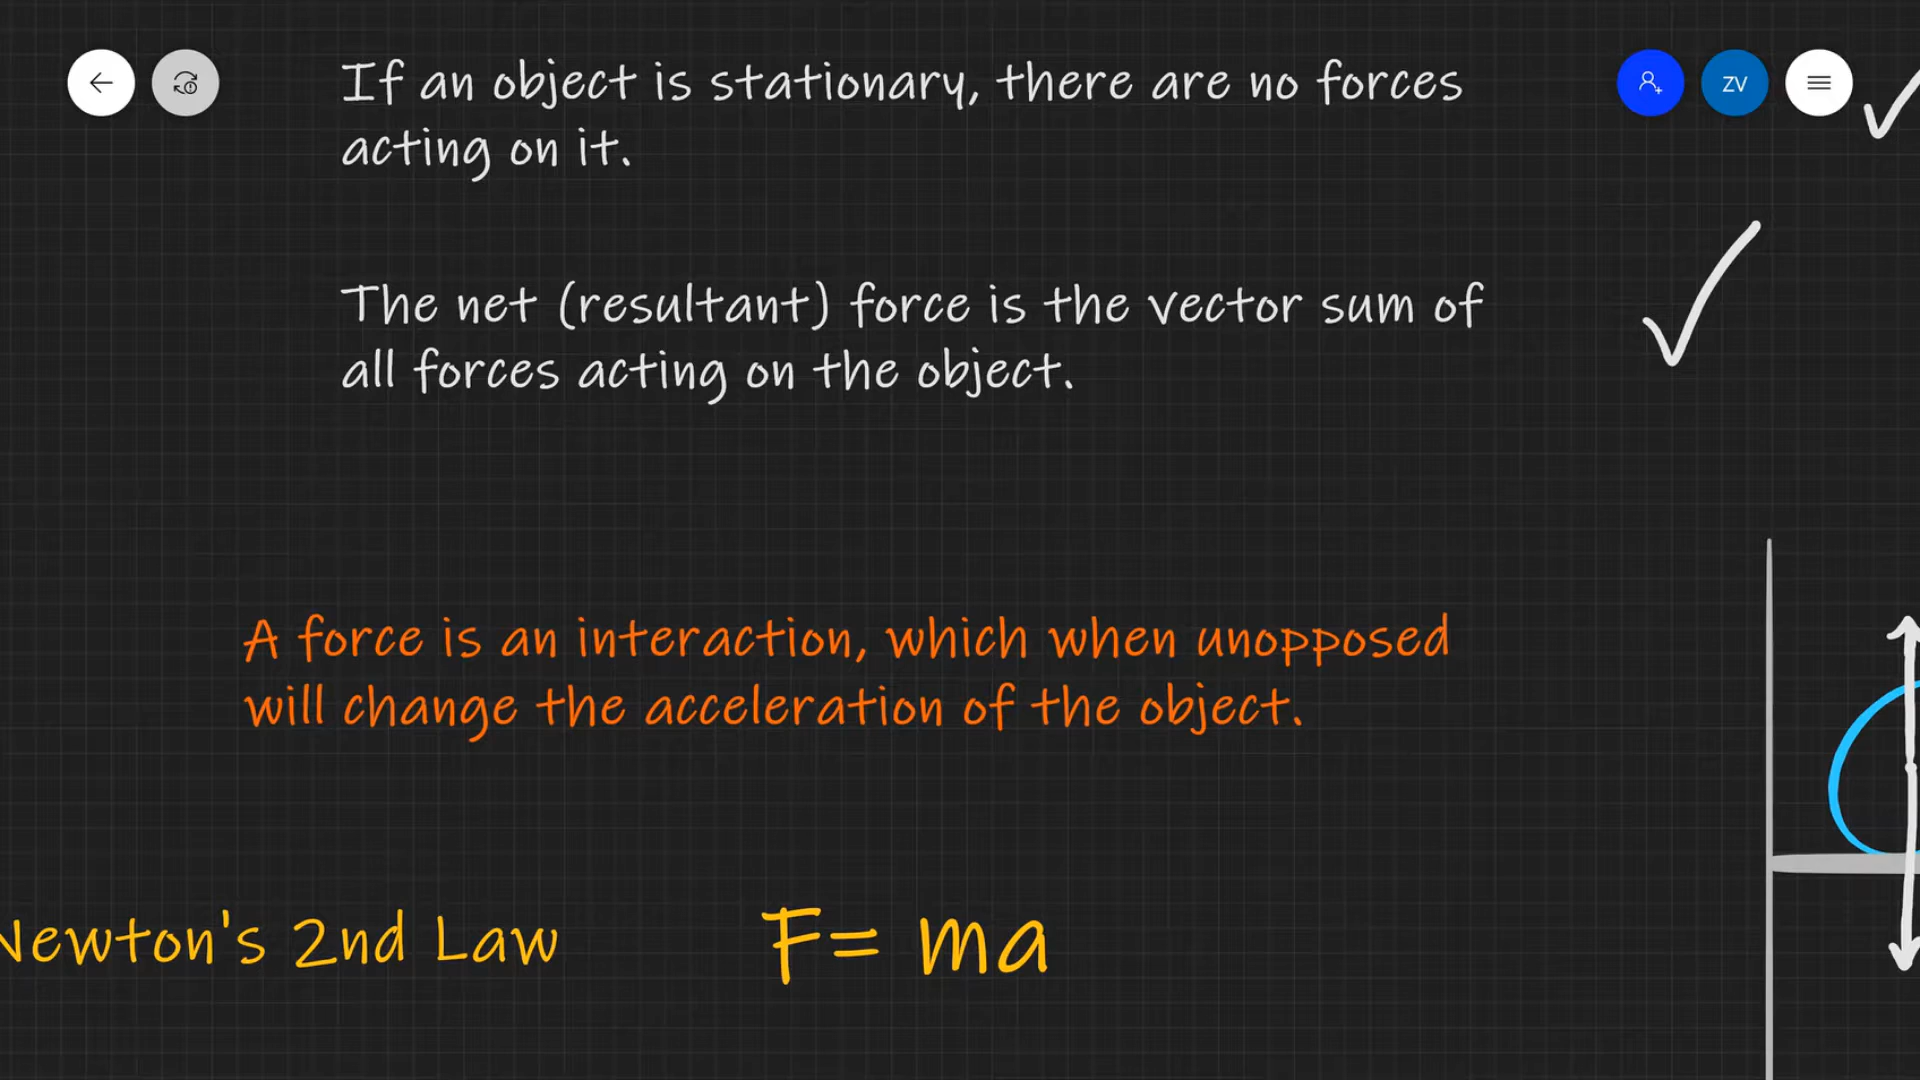 If an object is stationary, there are no forces
acting on it.
ZV
The net (resultant) force is the vector sum of
all forces acting on the object.
A force is an interaction, which when unopposed
will change the acceleration of the object.
Newton's 2nd Law
F= ma